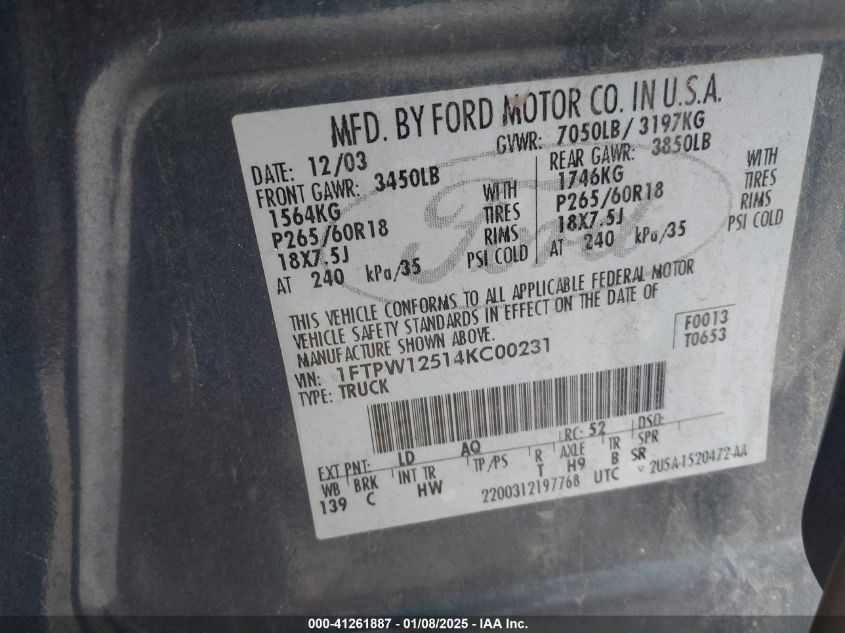 MFD. BY FORD MOTOR CO. IN U.S.A.
DATE: 12/03 GVWR: 7050LB/ 3197KG
FRONT GAWR: 3450LB REAR GAWR: 3850LB
1564KG WITH 1746KG WITH
P265/60R18 TIRES P265/60R18 TIRES
18X7.5J RIMS 18X7.5J RIMS
AT 240 kPa/35 PSI COLD AT 240 kPa/35 PSI COLD
Ford
THIS VEHICLE CONFORMS TO ALL APPLICABLE FEDERAL MOTOR
VEHICLE SAFETY STANDARDS IN EFFECT ON THE DATE OF
MANUFACTURE SHOWN ABOVE.
VIN: 1FTPW12514KC00231
F0013
T0653
TYPE: TRUCK
EXT PNT: LD AQ RC: 52 DSO:
WB BRK INT TR TP/PS R AXLE TR SPR
139 C HW T H9 B SR
2200312197768 UTC
2U5A-1520472-AA
000-41261887 - 01/08/2025 - IAA Inc.